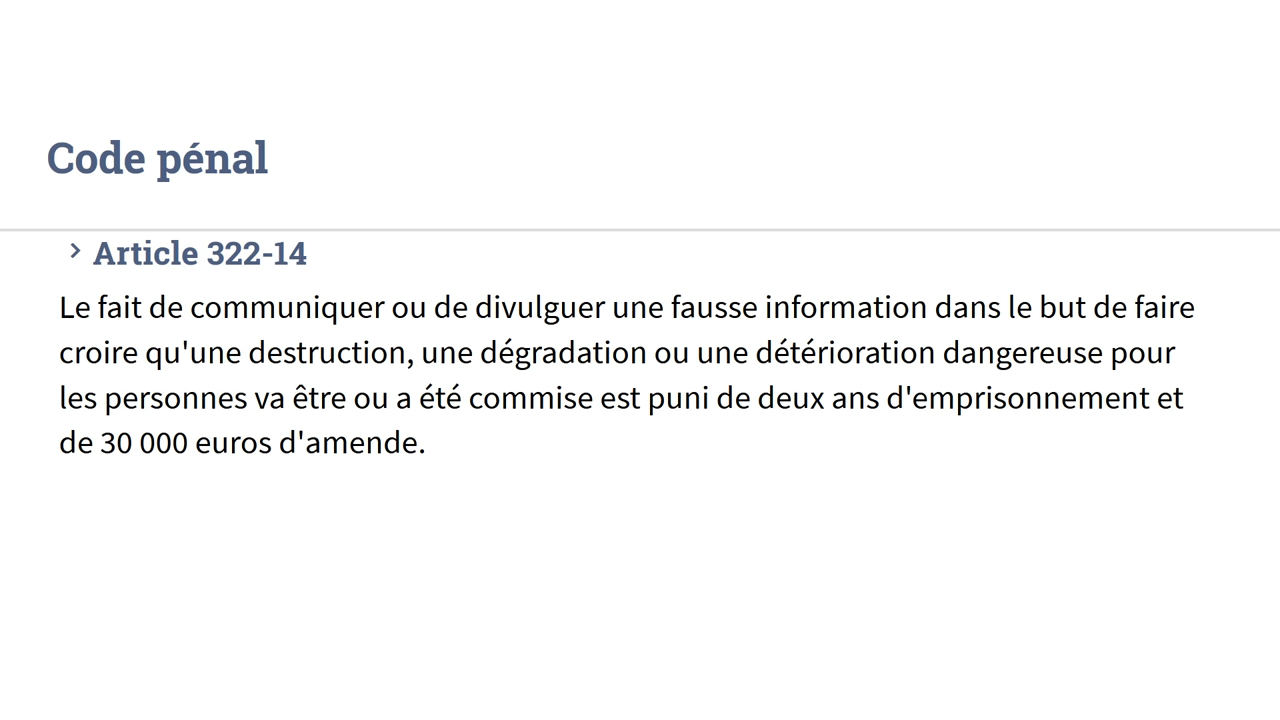 Code pénal
Article 322-14
Le fait de communiquer ou de divulguer une fausse information dans le but de faire
croire qu'une destruction, une dégradation ou une détérioration dangereuse pour
les personnes va être ou a été commise est puni de deux ans d'emprisonnement et
de 30 000 euros d'amende.